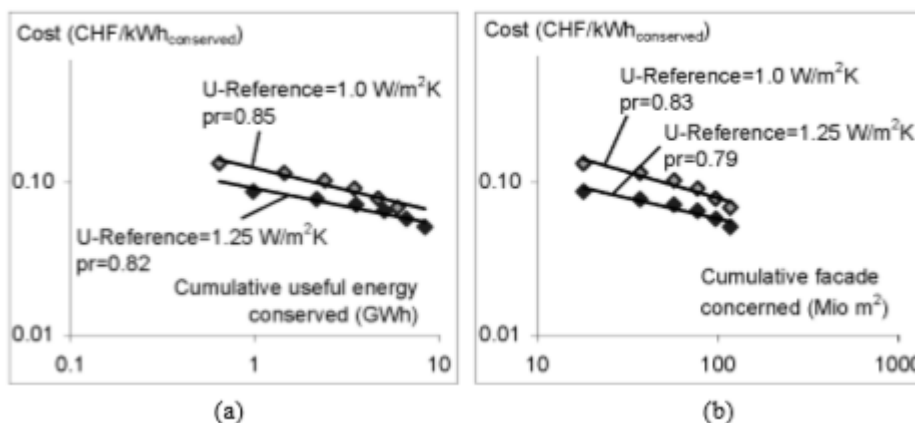 Cost (CHF/kWhconserved)
U-Reference=1.0 W/m²K
pr=0.85
0.10
U-Reference=1.25 W/m²K
pr=0.82
Cumulative useful energy
conserved (GWh)
0.01
0.1
1
10
(a)
Cost (CHF/kWhconserved)
U-Reference=1.0 W/m²K
pr=0.83
U-Reference=1.25 W/m²K
pr=0.79
0.10
Cumulative facade
concerned (Mio m²)
0.01
10
100
1000
(b)